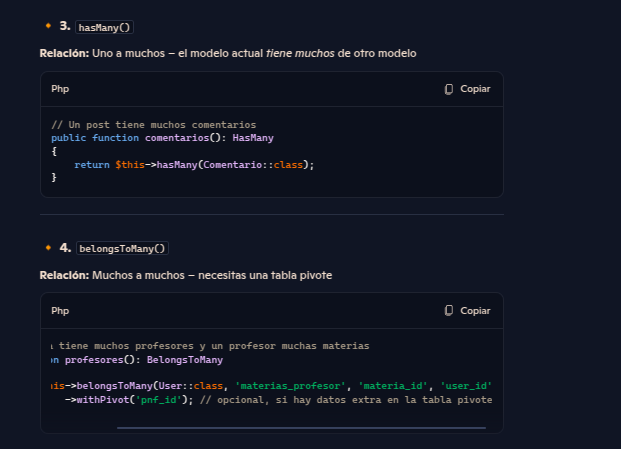 3. hasMany()
Relación: Uno a muchos – el modelo actual tiene muchos de otro modelo
Php
Copiar
// Un post tiene muchos comentarios
public function comentarios(): HasMany
{
return $this->hasMany(Comentario::class);
}
4. belongsToMany()
Relación: Muchos a muchos – necesitas una tabla pivote
Php
Copiar
tiene muchos profesores y un profesor muchas materias
profesores(): BelongsToMany
is->belongsToMany(User::class, 'materias_profesor', 'materia_id', 'user_id'
->withPivot('pnf_id'); // opcional, si hay datos extra en la tabla pivote